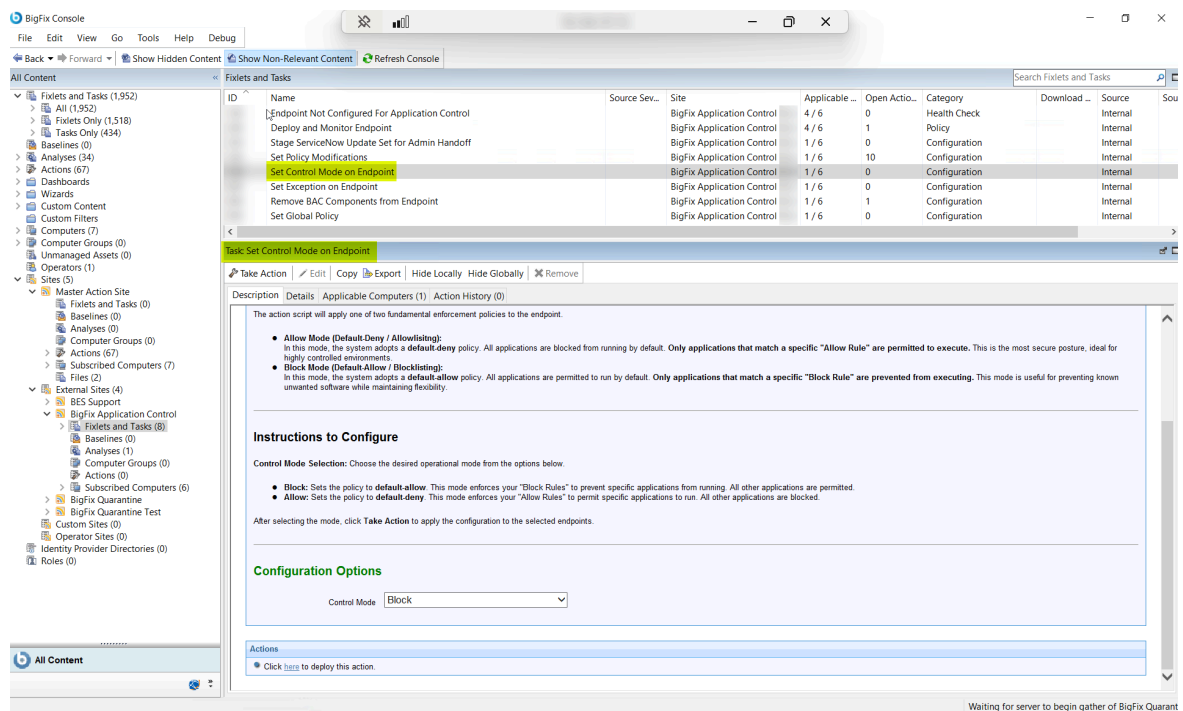 BigFix Console
File Edit View Go Tools Help Debug
Back Forward Show Hidden Content Show Non-Relevant Content Refresh Console
All Content « Fixlets and Tasks Search Fixlets and Tasks
Fixlets and Tasks (1,952)
All (1,952)
Fixlets Only (1,518)
Tasks Only (434)
Baselines (0)
Analyses (34)
Actions (67)
Dashboards
Wizards
Custom Content
Custom Filters
Computers (7)
Computer Groups (0)
Unmanaged Assets (0)
Operators (1)
Sites (5)
Master Action Site
Fixlets and Tasks (0)
Baselines (0)
Analyses (0)
Computer Groups (0)
Actions (67)
Subscribed Computers (7)
Files (2)
External Sites (4)
BES Support
BigFix Application Control
Fixlets and Tasks (8)
Baselines (0)
Analyses (1)
Computer Groups (0)
Actions (0)
Subscribed Computers (6)
BigFix Quarantine
BigFix Quarantine Test
Custom Sites (0)
Operator Sites (0)
Identity Provider Directories (0)
Roles (0)
All Content
ID Name Source Sev... Site Applicable ... Open Actio... Category Download ... Source Sou
Endpoint Not Configured For Application Control BigFix Application Control 4 / 6 0 Health Check Internal
Deploy and Monitor Endpoint BigFix Application Control 4 / 6 1 Policy Internal
Stage ServiceNow Update Set for Admin Handoff BigFix Application Control 1 / 6 0 Configuration Internal
Set Policy Modifications BigFix Application Control 1 / 6 10 Configuration Internal
Set Control Mode on Endpoint BigFix Application Control 1 / 6 0 Configuration Internal
Set Exception on Endpoint BigFix Application Control 1 / 6 0 Configuration Internal
Remove BAC Components from Endpoint BigFix Application Control 1 / 6 1 Configuration Internal
Set Global Policy BigFix Application Control 1 / 6 0 Configuration Internal
Task: Set Control Mode on Endpoint
Take Action Edit Copy Export Hide Locally Hide Globally Remove
Description Details Applicable Computers (1) Action History (0)
The action script will apply one of two fundamental enforcement policies to the endpoint.
• Allow Mode (Default-Deny / Allowlisitng):
In this mode, the system adopts a default-deny policy. All applications are blocked from running by default. Only applications that match a specific "Allow Rule" are permitted to execute. This is the most secure posture, ideal for
highly controlled environments.
• Block Mode (Default-Allow / Blocklisting):
In this mode, the system adopts a default-allow policy. All applications are permitted to run by default. Only applications that match a specific "Block Rule" are prevented from executing. This mode is useful for preventing known
unwanted software while maintaining flexibility.
Instructions to Configure
Control Mode Selection: Choose the desired operational mode from the options below.
• Block: Sets the policy to default-allow. This mode enforces your "Block Rules" to prevent specific applications from running. All other applications are permitted.
• Allow: Sets the policy to default-deny. This mode enforces your "Allow Rules" to permit specific applications to run. All other applications are blocked.
After selecting the mode, click Take Action to apply the configuration to the selected endpoints.
Configuration Options
Control Mode Block
Actions
Click here to deploy this action.
Waiting for server to begin gather of BigFix Quarant